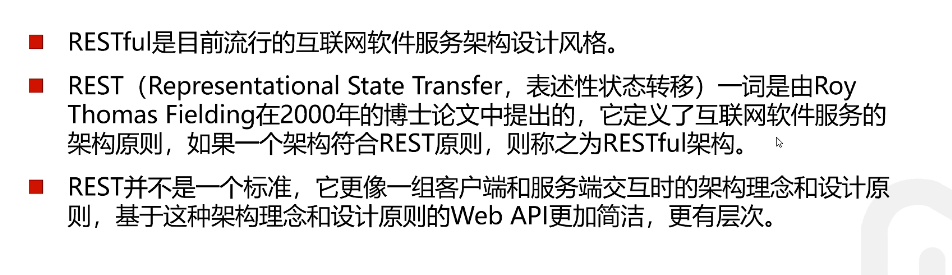 RESTful是目前流行的互联网软件服务架构设计风格。
REST（Representational State Transfer，表述性状态转移）一词是由Roy
Thomas Fielding在2000年的博士论文中提出的，它定义了互联网软件服务的
架构原则，如果一个架构符合REST原则，则称之为RESTful架构。
REST并不是一个标准，它更像一组客户端和服务端交互时的架构理念和设计原
则，基于这种架构理念和设计原则的Web API更加简洁，更有层次。